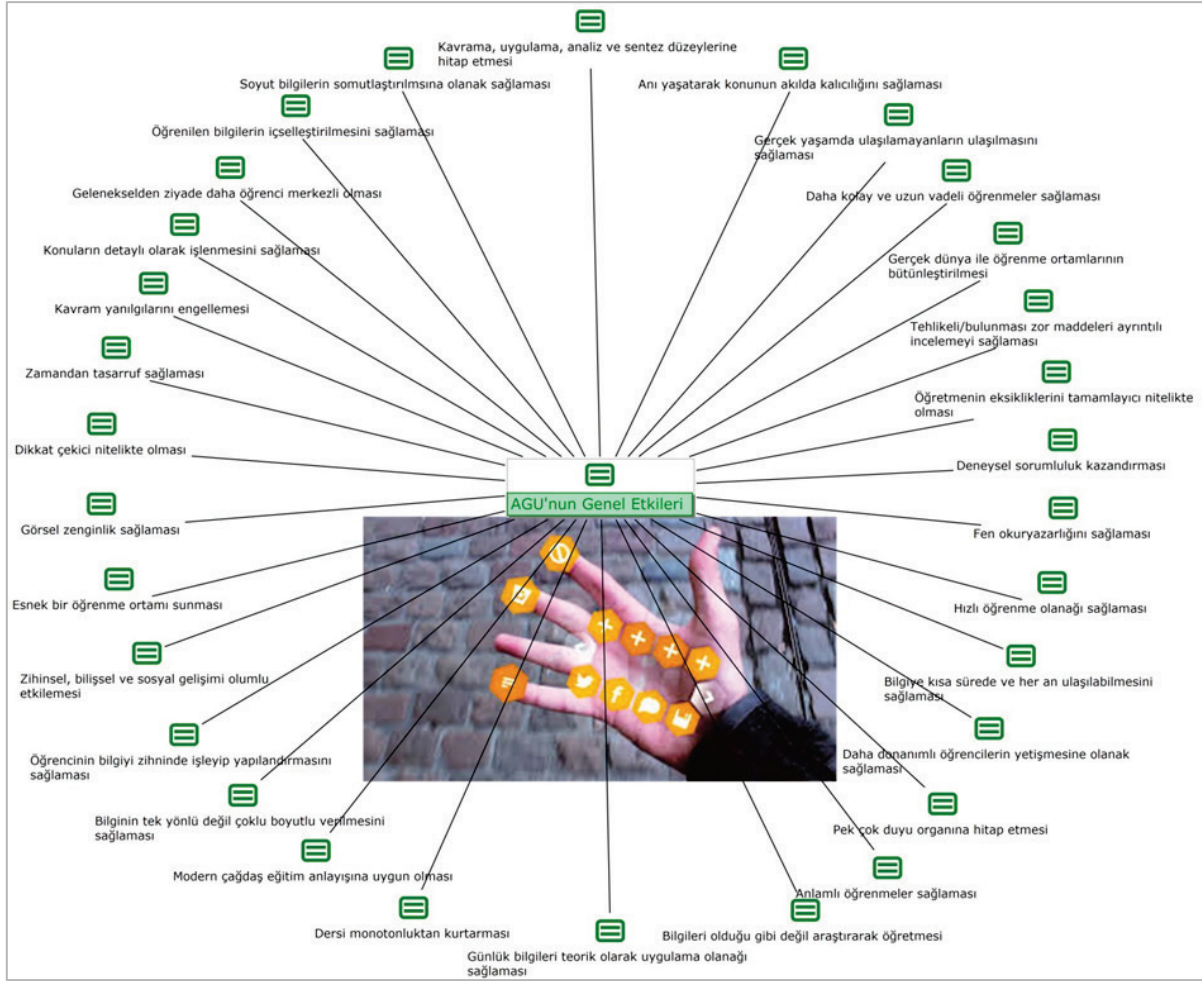 Kavrama, uygulama, analiz ve sentez düzeylerine
hitap etmesi
Soyut bilgilerin somutlaştırılmsına olanak sağlaması
Anı yaşatarak konunun akılda kalıcılığını sağlaması
Öğrenilen bilgilerin içselleştirilmesini sağlaması
Gerçek yaşamda ulaşılamayanların ulaşılmasını
sağlaması
Gelenekselden ziyade daha öğrenci merkezli olması
Daha kolay ve uzun vadeli öğrenmeler sağlaması
Konuların detaylı olarak işlenmesini sağlaması
Gerçek dünya ile öğrenme ortamlarının
bütünleştirilmesi
Kavram yanılgılarını engellemesi
Tehlikeli/bulunması zor maddeleri ayrıntılı
incelemeyi sağlaması
Zamandan tasarruf sağlaması
Öğretmenin eksikliklerini tamamlayıcı nitelikte
olması
Dikkat çekici nitelikte olması
Deneysel sorumluluk kazandırması
AGU'nun Genel Etkileri
Görsel zenginlik sağlaması
Fen okuryazarlığını sağlaması
Esnek bir öğrenme ortamı sunması
Hızlı öğrenme olanağı sağlaması
Zihinsel, bilişsel ve sosyal gelişimi olumlu
etkilemesi
Bilgiye kısa sürede ve her an ulaşılabilmesini
sağlaması
Öğrencinin bilgiyi zihninde işleyip yapılandırmasını
sağlaması
Daha donanımlı öğrencilerin yetişmesine olanak
sağlaması
Bilginin tek yönlü değil çoklu boyutlu verilmesini
sağlaması
Pek çok duyu organına hitap etmesi
Modern çağdaş eğitim anlayışına uygun olması
Anlamlı öğrenmeler sağlaması
Dersi monotonluktan kurtarması
Bilgileri olduğu gibi değil araştırarak öğretmesi
Günlük bilgileri teorik olarak uygulama olanağı
sağlaması